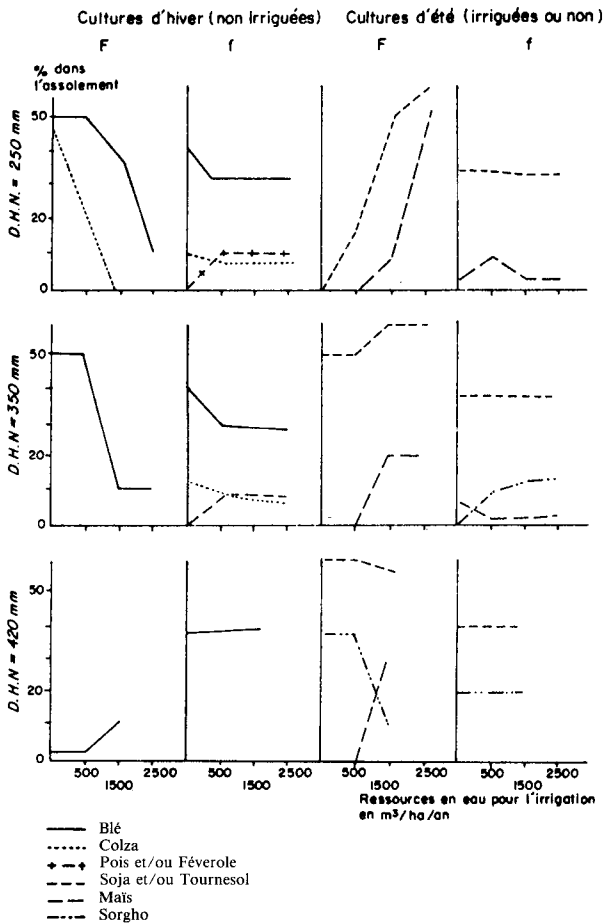 Cultures d'hiver (non Irriguées) Cultures d'été (irriguées ou non)
F f F f
% dans
l'assolement
D.H.N. = 250 mm
50
20
0
D.H.N = 350 mm
50
20
0
D.H.N = 420 mm
50
20
0
500 2500 500 2500 500 2500 500 2500
1500 1500 1500 1500
Ressources en eau pour l'irrigation
en m³/ha/an
Blé
Colza
Pois et/ou Féverole
Soja et/ou Tournesol
Maïs
Sorgho